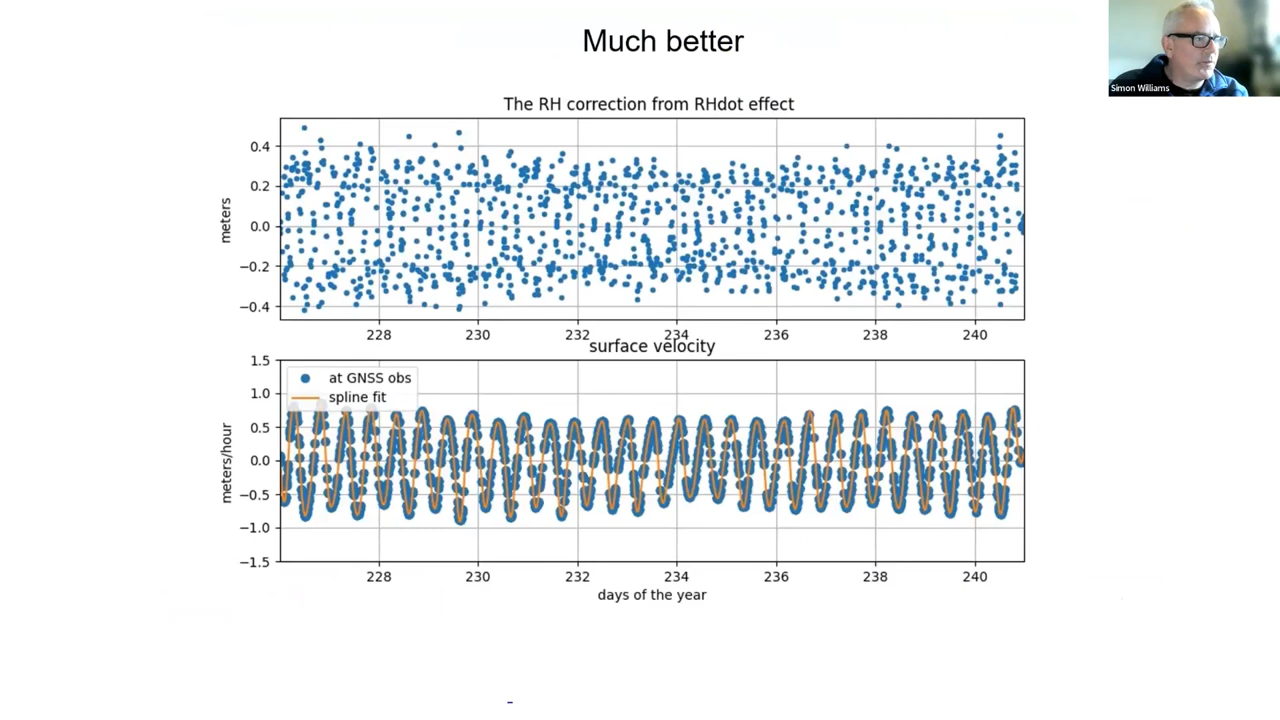 Much better
Simon Williams
The RH correction from RHdot effect
0.4
0.2
0.0
−0.2
−0.4
meters
228 230 232 234 236 238 240
surface velocity
1.5
1.0
0.5
0.0
−0.5
−1.0
−1.5
meters/hour
at GNSS obs
spline fit
228 230 232 234 236 238 240
days of the year